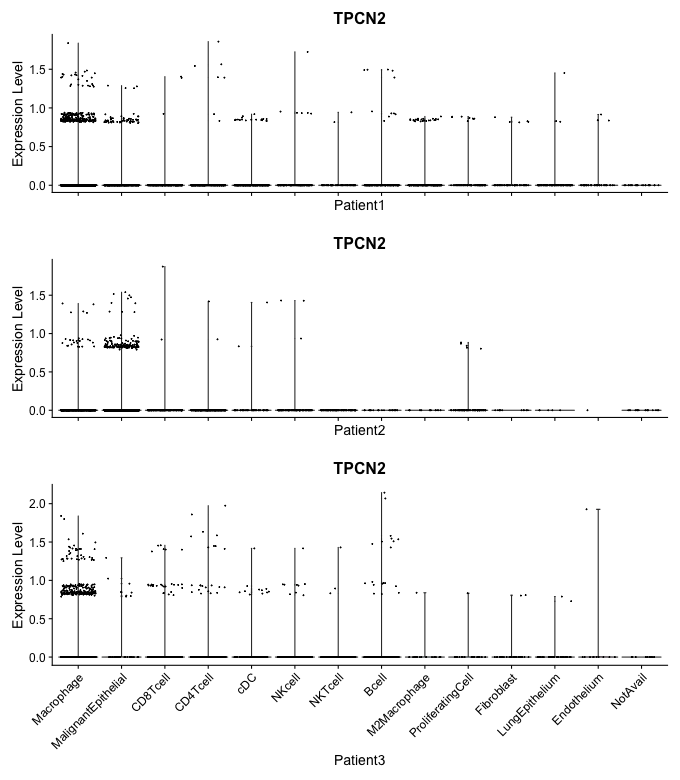 TPCN2
Expression Level
1.5
1.0
0.5
0.0
Patient1
TPCN2
Expression Level
1.5
1.0
0.5
0.0
Patient2
TPCN2
Expression Level
2.0
1.5
1.0
0.5
0.0
Macrophage
MalignantEpithelial
CD8Tcell
CD4Tcell
cDC
NKcell
NKTcell
Bcell
M2Macrophage
ProliferatingCell
Fibroblast
LungEpithelium
Endothelium
NotAvail
Patient3